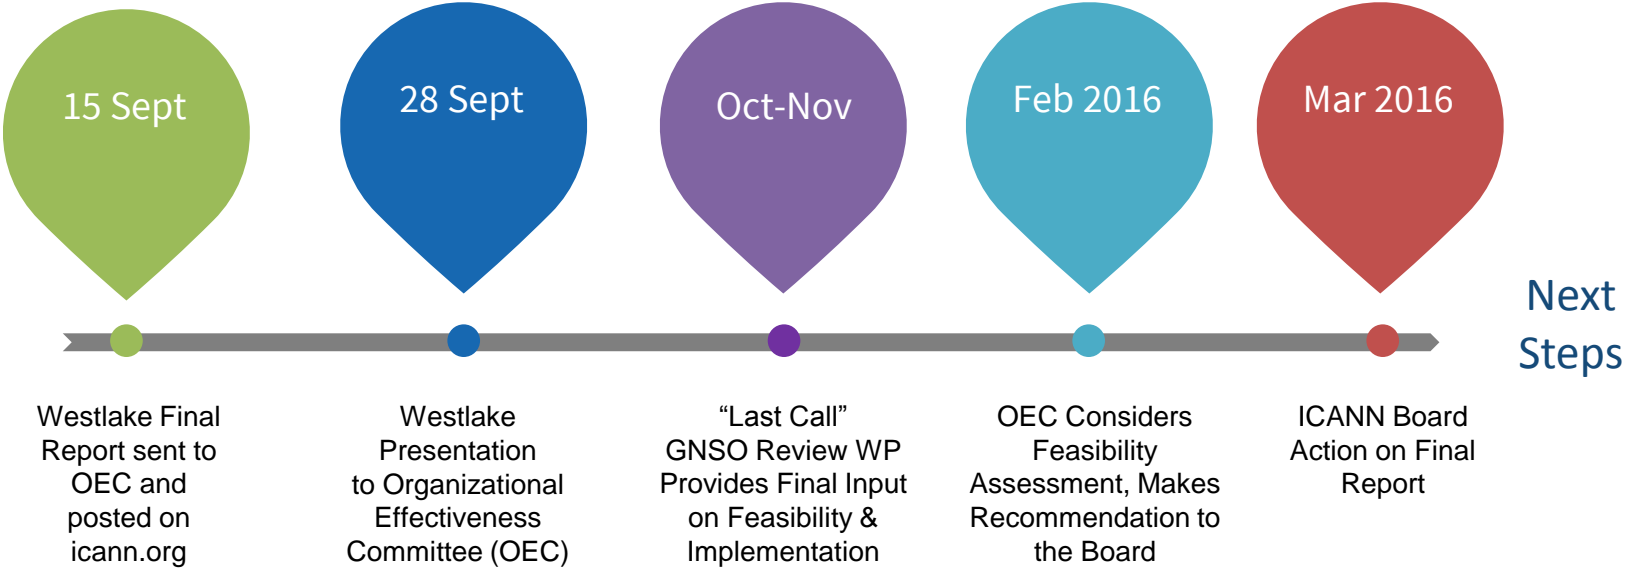 15 Sept
28 Sept
Oct-Nov
Feb 2016
Mar 2016
Next
Steps
Westlake Final
Report sent to
OEC and
posted on
icann.org
Westlake
Presentation
to Organizational
Effectiveness
Committee (OEC)
“Last Call”
GNSO Review WP
Provides Final Input
on Feasibility &
Implementation
OEC Considers
Feasibility
Assessment, Makes
Recommendation to
the Board
ICANN Board
Action on Final
Report